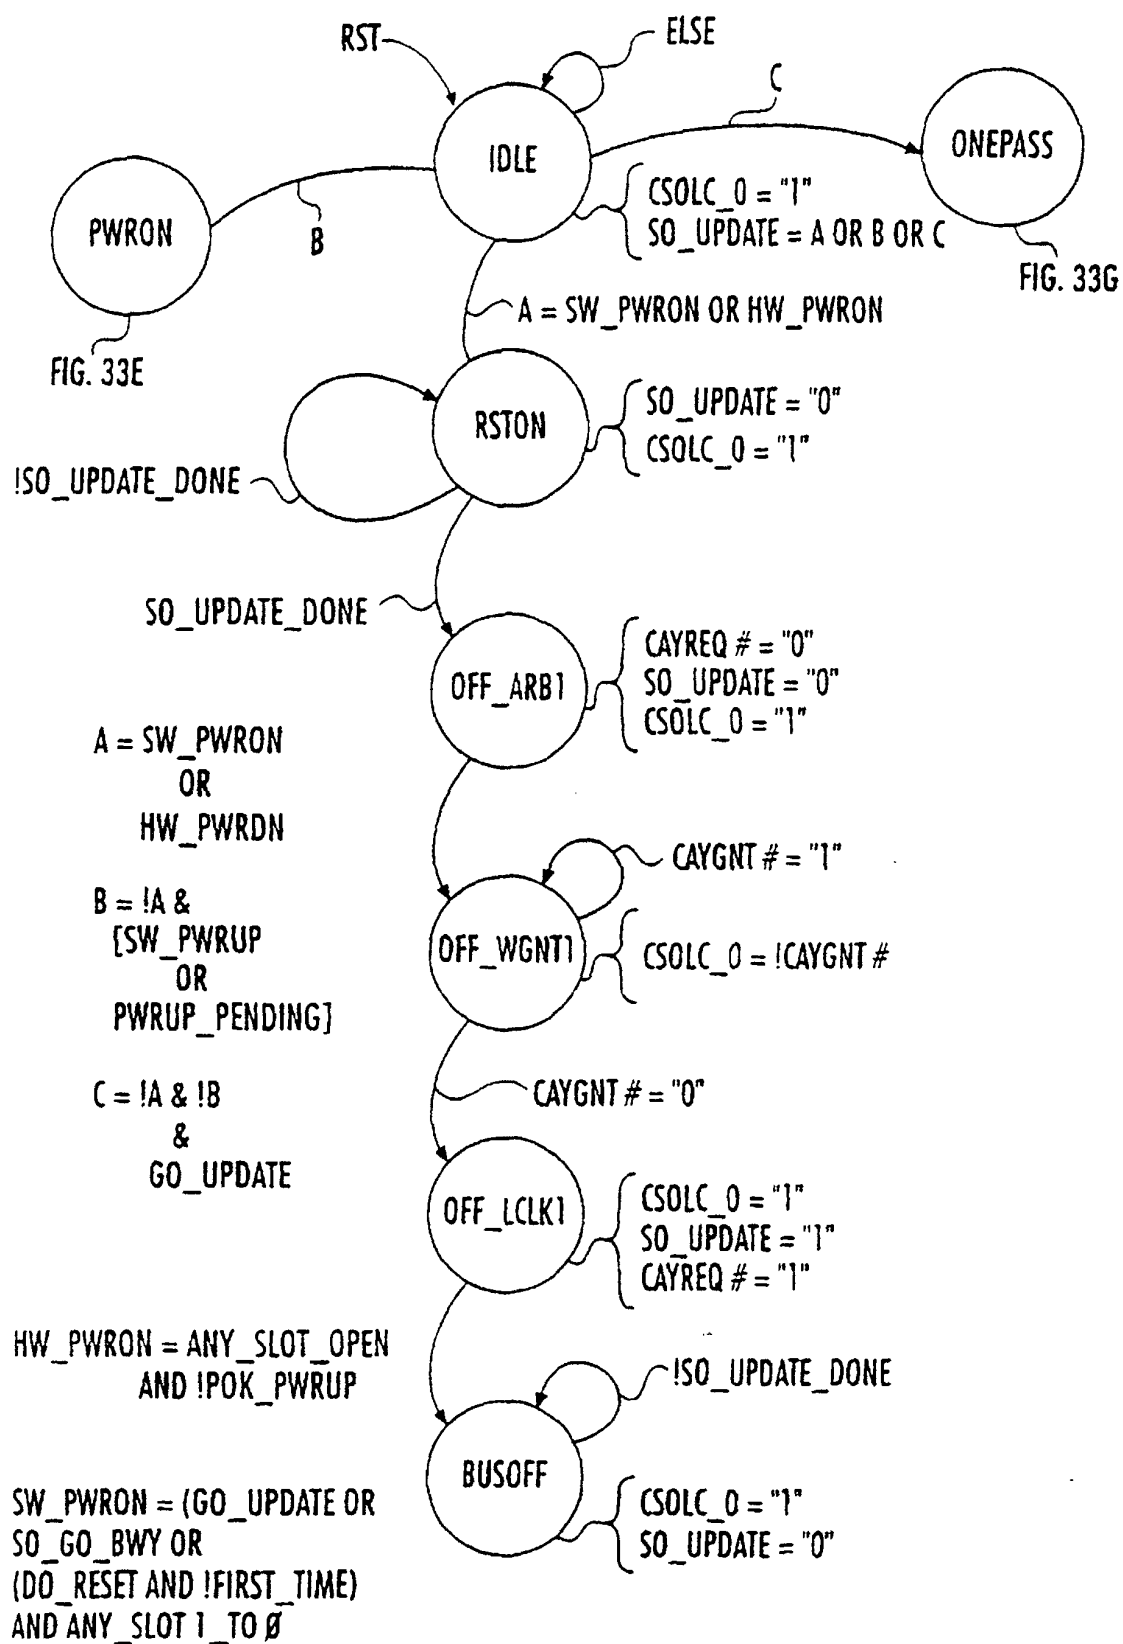 RST
ELSE
C
IDLE
ONEPASS
PWRON
B
CSOLC_0 = "1"
SO_UPDATE = A OR B OR C
FIG. 33G
A = SW_PWRON OR HW_PWRON
FIG. 33E
RSTON
SO_UPDATE = "0"
CSOLC_0 = "1"
!SO_UPDATE_DONE
SO_UPDATE_DONE
OFF_ARB1
CAYREQ # = "0"
SO_UPDATE = "0"
CSOLC_0 = "1"
A = SW_PWRON
OR
HW_PWRDN
CAYGNT # = "1"
B = !A &
[SW_PWRUP
OR
PWRUP_PENDING]
OFF_WGNT1
CSOLC_0 = !CAYGNT #
C = !A & !B
&
GO_UPDATE
CAYGNT # = "0"
OFF_LCLK1
CSOLC_0 = "1"
SO_UPDATE = "1"
CAYREQ # = "1"
HW_PWRON = ANY_SLOT_OPEN
AND !POK_PWRUP
!SO_UPDATE_DONE
BUSOFF
CSOLC_0 = "1"
SO_UPDATE = "0"
SW_PWRON = (GO_UPDATE OR
SO_GO_BWY OR
(DO_RESET AND !FIRST_TIME)
AND ANY_SLOT 1_TO Ø